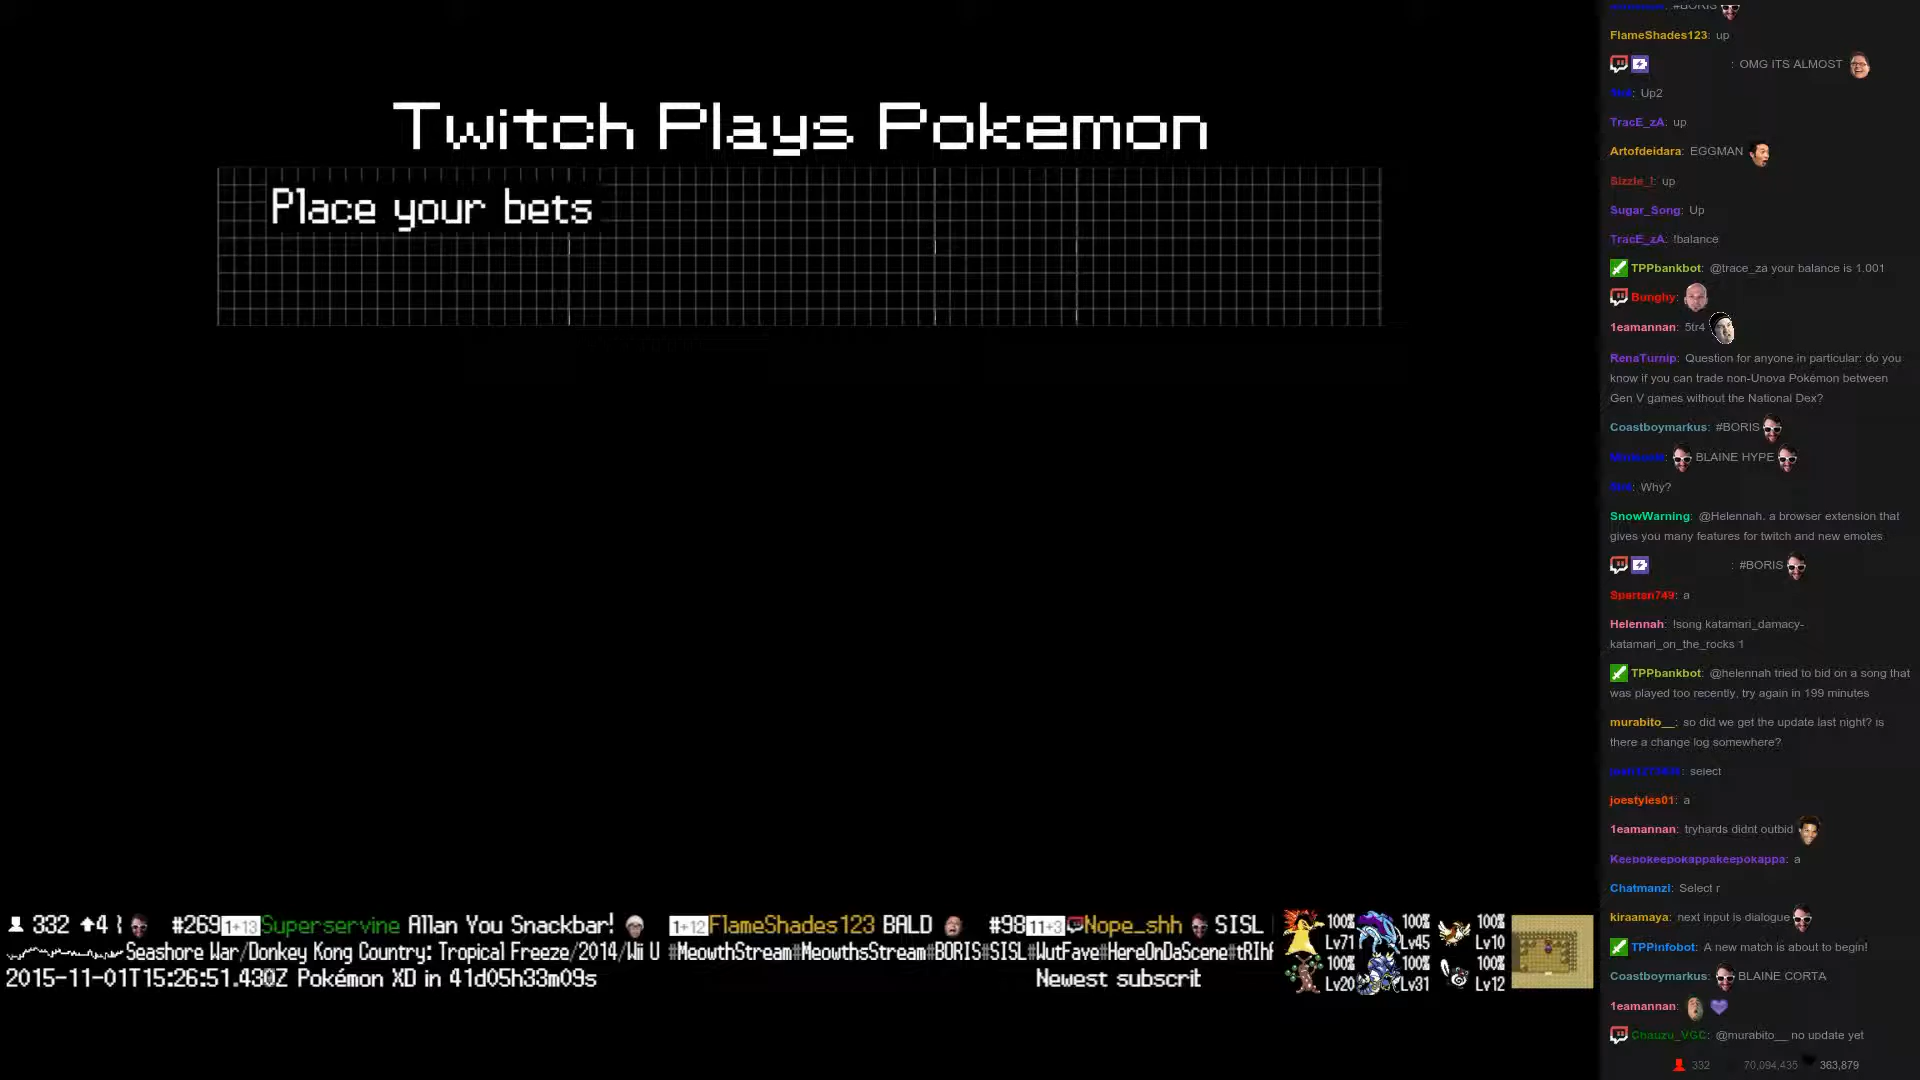 Twitch Plays Pokemon
Place your bets
332 4 #269 1+13 Superservine Allan You Snackbar! 1+12 FlameShades123 BALD #98 11+3 Nope_shh SISL
Seashore War/Donkey Kong Country: Tropical Freeze/2014/Wii U #MeowthStream#MeowthsStream#BORIS#SISL#WutFave#HereOnDaScene#tRIhF
2015-11-01T15:26:51.430Z Pokémon XD in 41d05h33m09s
Newest subscrit
100% Lv71 100% Lv45 100% Lv10
100% Lv20 100% Lv31 100% Lv12
#BORIS
FlameShades123: up
: OMG ITS ALMOST
: Up2
TracE_zA: up
Artofdeidara: EGGMAN
Sizzle_l: up
Sugar_Song: Up
TracE_zA: !balance
TPPbankbot: @trace_za your balance is 1.001
Bunghy:
1eamannan: 5tr4
RenaTurnip: Question for anyone in particular: do you
know if you can trade non-Unova Pokémon between
Gen V games without the National Dex?
Coastboymarkus: #BORIS
: BLAINE HYPE
: Why?
SnowWarning: @Helennah. a browser extension that
gives you many features for twitch and new emotes
: #BORIS
Spartan749: a
Helennah: !song katamari_damacy-
katamari_on_the_rocks 1
TPPbankbot: @helennah tried to bid on a song that
was played too recently, try again in 199 minutes
murabito__: so did we get the update last night? is
there a change log somewhere?
: select
joestyles01: a
1eamannan: tryhards didnt outbid
Keepokeepokappakeepokappa: a
Chatmanzi: Select r
kiraamaya: next input is dialogue
TPPinfobot: A new match is about to begin!
Coastboymarkus: BLAINE CORTA
1eamannan:
Chauzu_VGC: @murabito__ no update yet
332 70,094,435 363,879